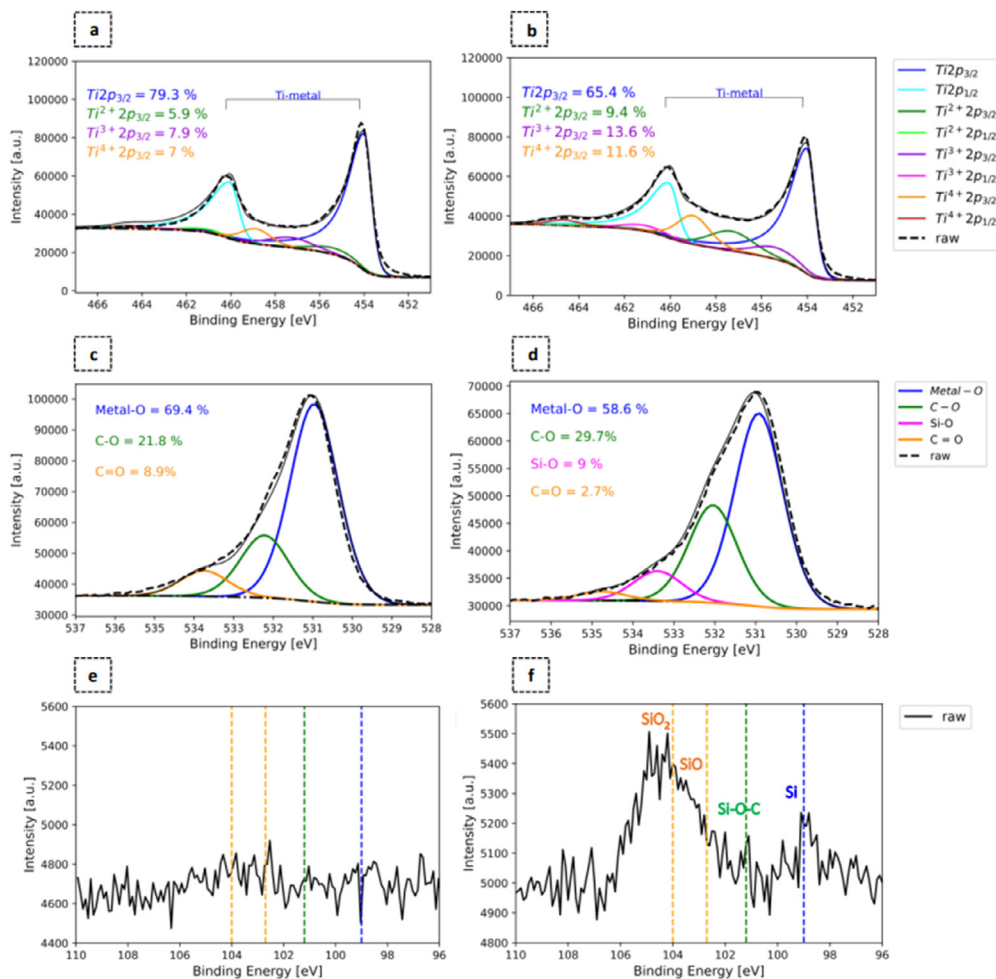 a
120000
100000
80000
60000
40000
20000
0
Intensity [a.u.]
Ti2p3/2 = 79.3 %
Ti2+2p3/2 = 5.9 %
Ti3+2p3/2 = 7.9 %
Ti4+2p3/2 = 7 %
Ti-metal
466 464 462 460 458 456 454 452
Binding Energy [eV]
b
120000
100000
80000
60000
40000
20000
0
Intensity [a.u.]
Ti2p3/2 = 65.4 %
Ti2+2p3/2 = 9.4 %
Ti3+2p3/2 = 13.6 %
Ti4+2p3/2 = 11.6 %
Ti-metal
466 464 462 460 458 456 454 452
Binding Energy [eV]
Ti2p3/2
Ti2p1/2
Ti2+2p3/2
Ti2+2p1/2
Ti3+2p3/2
Ti3+2p1/2
Ti4+2p3/2
Ti4+2p1/2
raw
c
100000
90000
80000
70000
60000
50000
40000
30000
Intensity [a.u.]
Metal-O = 69.4 %
C-O = 21.8 %
C=O = 8.9%
537 536 535 534 533 532 531 530 529 528
Binding Energy [eV]
d
70000
65000
60000
55000
50000
45000
40000
35000
30000
Intensity [a.u.]
Metal-O = 58.6 %
C-O = 29.7%
Si-O = 9 %
C=O = 2.7%
537 536 535 534 533 532 531 530 529 528
Binding Energy [eV]
Metal − O
C − O
Si-O
C = O
raw
e
5600
5400
5200
5000
4800
4600
4400
Intensity [a.u.]
110 108 106 104 102 100 98 96
Binding Energy [eV]
f
5600
5500
5400
5300
5200
5100
5000
4900
4800
Intensity [a.u.]
SiO2
SiO
Si-O-C
Si
110 108 106 104 102 100 98 96
Binding Energy [eV]
raw